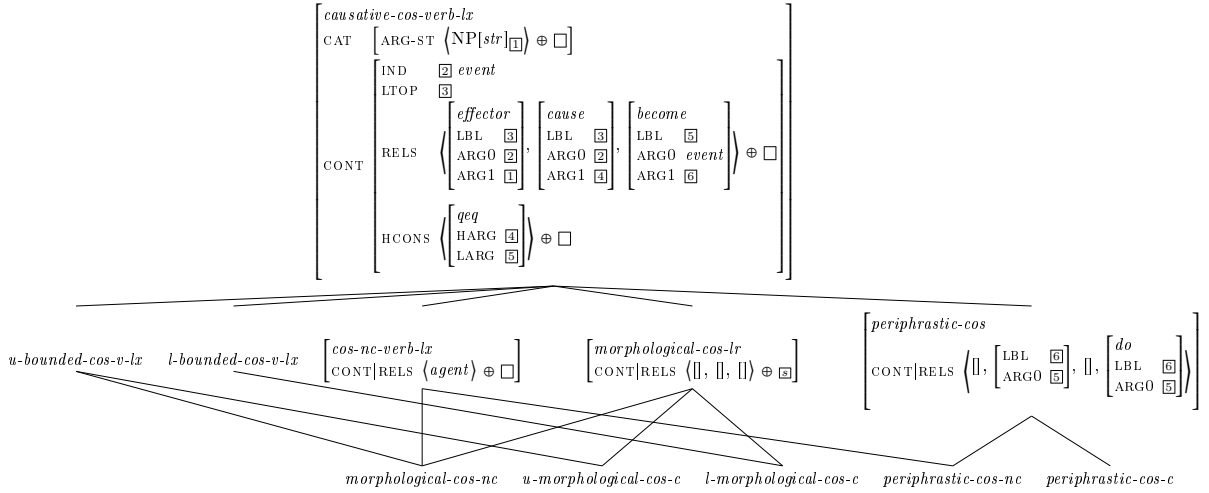 causative-cos-verb-lx
CAT [ARG-ST ⟨NP[str] 1⟩ ⊕ □]
IND 2 event
LTOP 3
effector cause become
LBL 3 LBL 3 LBL 5
CONT RELS ⟨ARG0 2 , ARG0 2 , ARG0 event⟩ ⊕ □
ARG1 1 ARG1 4 ARG1 6
qeq
HCONS ⟨HARG 4⟩ ⊕ □
LARG 5
periphrastic-cos
u-bounded-cos-v-lx l-bounded-cos-v-lx cos-nc-verb-lx morphological-cos-lr do
CONT|RELS ⟨agent⟩ ⊕ □ CONT|RELS ⟨[], [], []⟩ ⊕ s CONT|RELS ⟨[], [LBL 6 , [], LBL 6
ARG0 5] ARG0 5⟩
morphological-cos-nc u-morphological-cos-c l-morphological-cos-c periphrastic-cos-nc periphrastic-cos-c